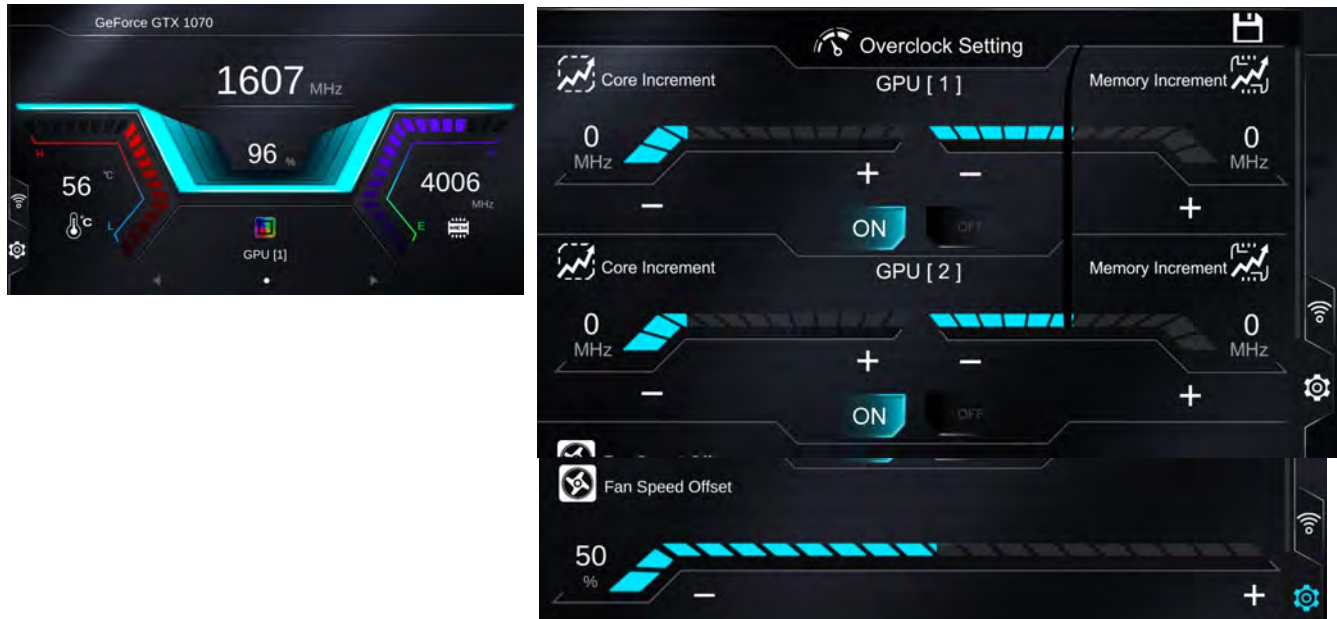 GeForce GTX 1070
1607 MHz
96 %
56 °C
°C
H
L
4006
MHz
E
MEM
GPU [1]
Overclock Setting
Core Increment
GPU [ 1 ]
Memory Increment
0
MHz
0
MHz
+
−
−
+
ON
OFF
Core Increment
GPU [ 2 ]
Memory Increment
0
MHz
0
MHz
+
−
−
+
ON
OFF
Fan Speed Offset
50
%
−
+